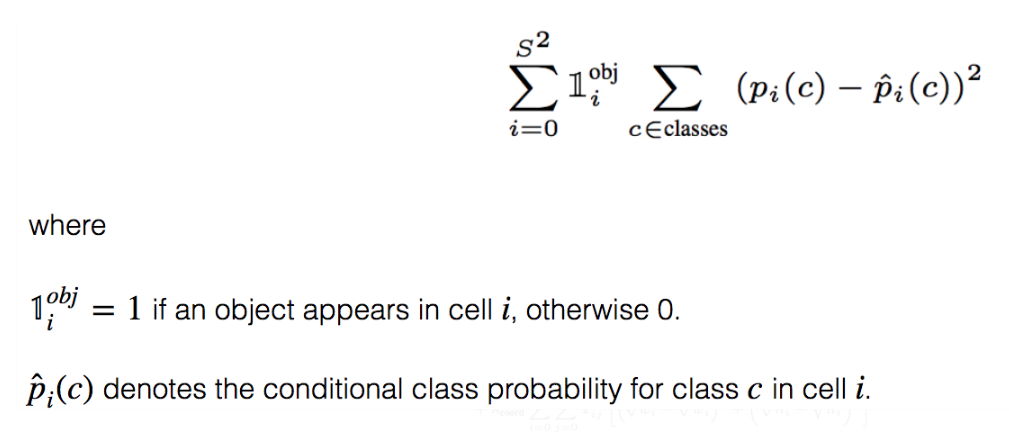 S²
∑ 𝟙ᵢᵒᵇʲ ∑ (pᵢ(c) − p̂ᵢ(c))²
i=0 c∈classes
where
𝟙ᵢᵒᵇʲ = 1 if an object appears in cell i, otherwise 0.
p̂ᵢ(c) denotes the conditional class probability for class c in cell i.